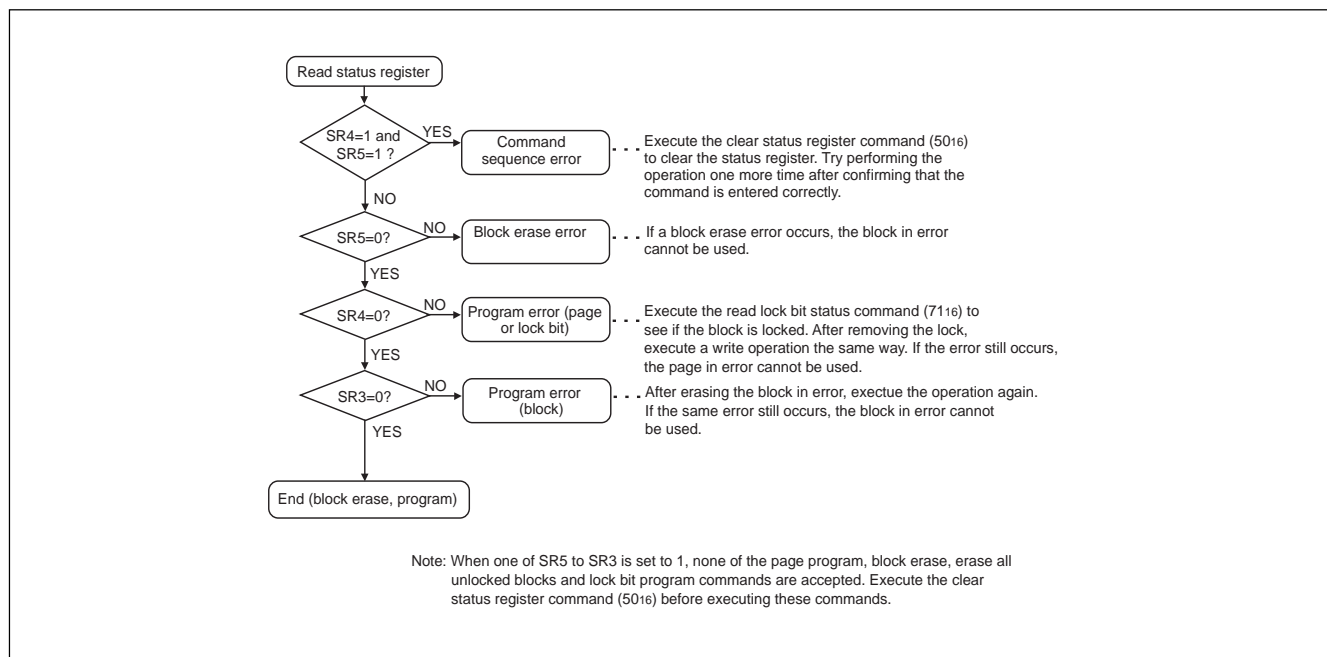 Read status register
SR4=1 and
SR5=1 ?
YES
Command
sequence error
Execute the clear status register command (5016)
to clear the status register. Try performing the
operation one more time after confirming that the
command is entered correctly.
NO
SR5=0?
NO
Block erase error
If a block erase error occurs, the block in error
cannot be used.
YES
SR4=0?
NO
Program error (page
or lock bit)
Execute the read lock bit status command (7116) to
see if the block is locked. After removing the lock,
execute a write operation the same way. If the error still occurs,
the page in error cannot be used.
YES
SR3=0?
NO
Program error
(block)
After erasing the block in error, exectue the operation again.
If the same error still occurs, the block in error cannot
be used.
YES
End (block erase, program)
Note: When one of SR5 to SR3 is set to 1, none of the page program, block erase, erase all
unlocked blocks and lock bit program commands are accepted. Execute the clear
status register command (5016) before executing these commands.